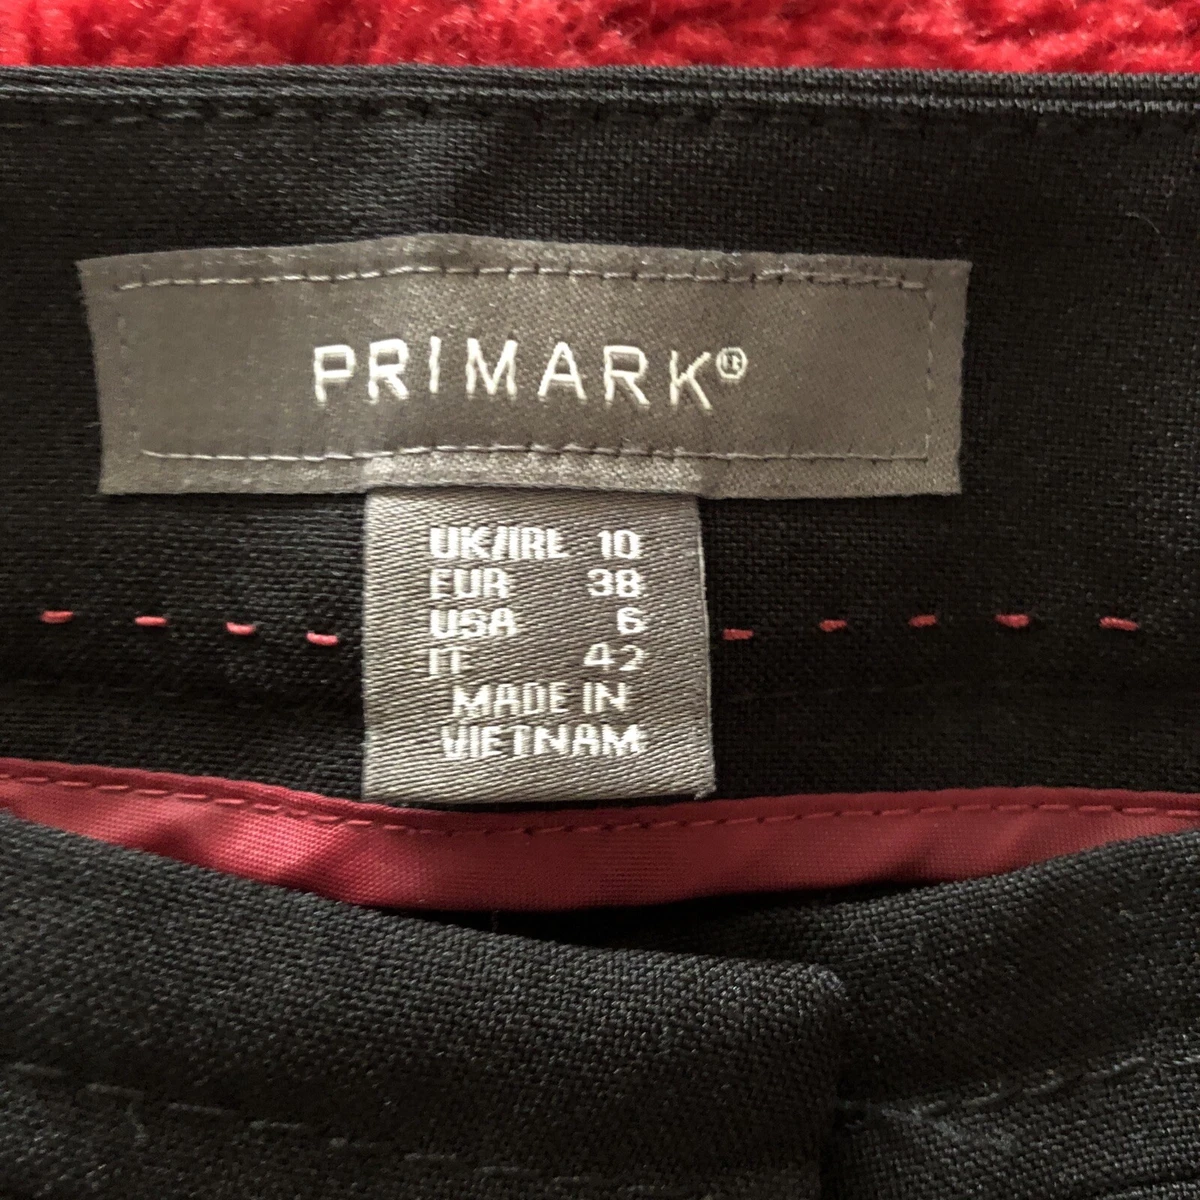 PRIMARK®
UK/IRL 10
EUR 38
USA 6
IT 42
MADE IN
VIETNAM